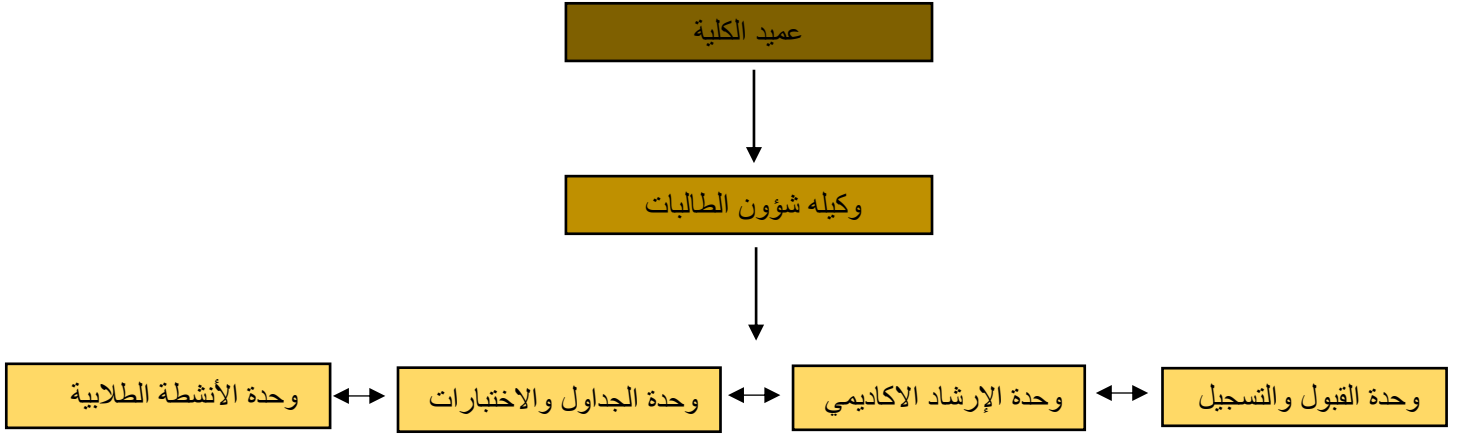 عميد الكلية
وكيله شؤون الطالبات
وحدة القبول والتسجيل
وحدة الإرشاد الاكاديمي
وحدة الجداول والاختبارات
وحدة الأنشطة الطلابية